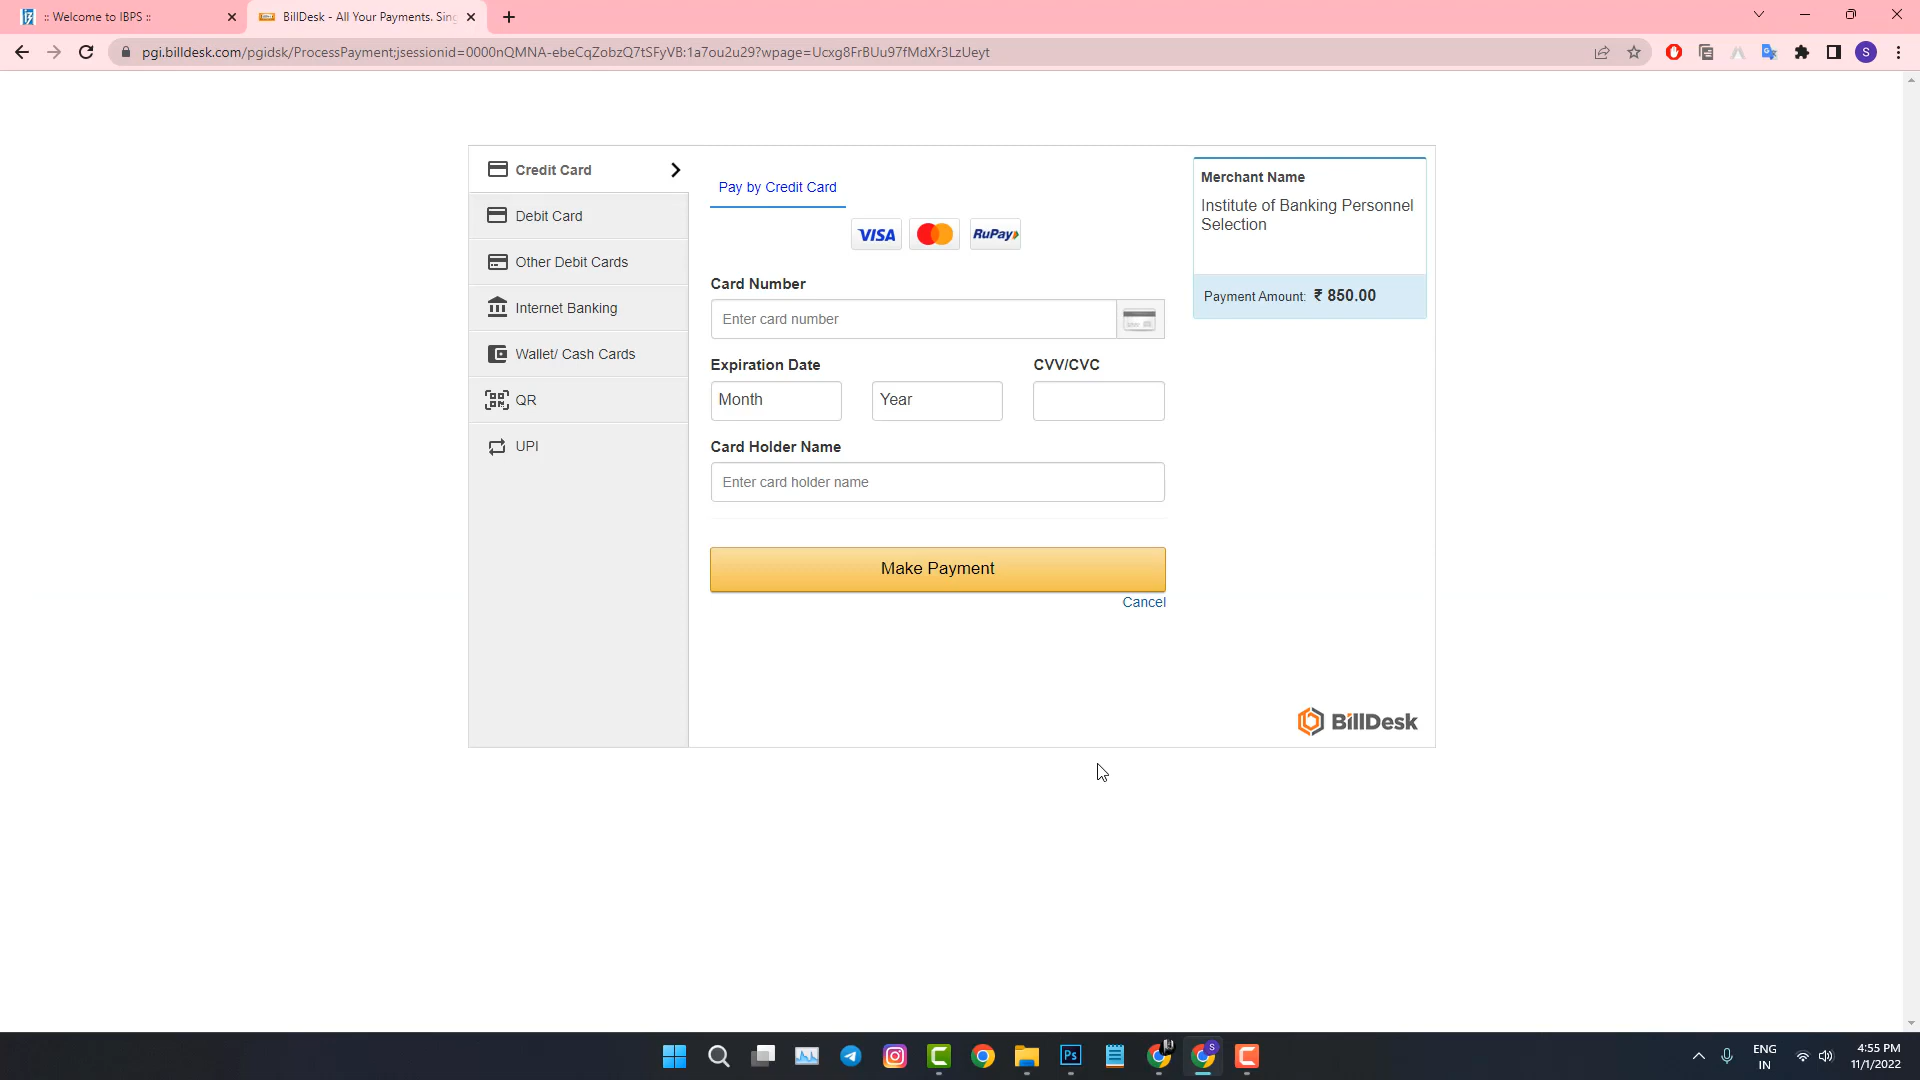 :: Welcome to IBPS ::
BillDesk - All Your Payments. Sing
pgi.billdesk.com/pgidsk/ProcessPayment;jsessionid=0000nQMNA-ebeCqZobzQ7tSFyVB:1a7ou2u29?wpage=Ucxg8FrBUu97fMdXr3LzUeyt
S
Credit Card
Debit Card
Other Debit Cards
Internet Banking
Wallet/ Cash Cards
QR
UPI
Pay by Credit Card
VISA
RuPay
Card Number
Enter card number
Expiration Date
CVV/CVC
Month
Year
Card Holder Name
Enter card holder name
Make Payment
Cancel
Merchant Name
Institute of Banking Personnel
Selection
Payment Amount: ₹ 850.00
BillDesk
Ps
S
ENG
IN
4:55 PM
11/1/2022